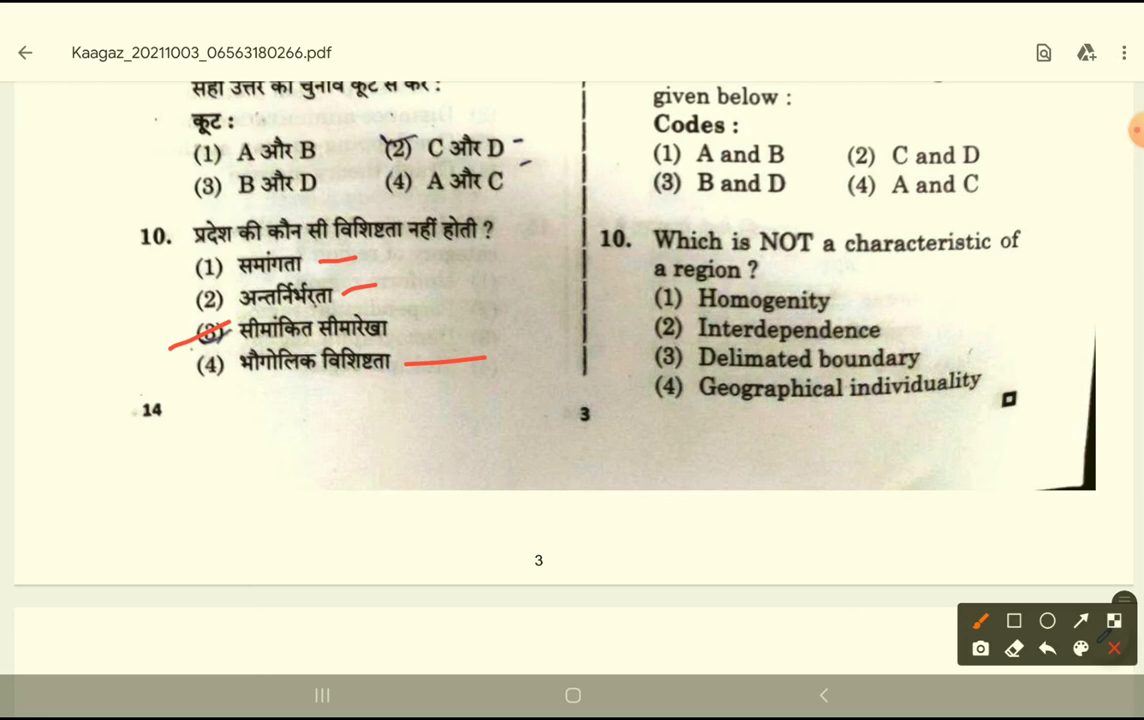 Kaagaz_20211003_06563180266.pdf
सही उत्तर का चुनाव कूट से करें :
कूट :
(1) A और B (2) C और D
(3) B और D (4) A और C
10. प्रदेश की कौन सी विशिष्टता नहीं होती ?
(1) समांगता
(2) अन्तर्निर्भरता
(3) सीमांकित सीमारेखा
(4) भौगोलिक विशिष्टता
14
given below :
Codes :
(1) A and B (2) C and D
(3) B and D (4) A and C
10. Which is NOT a characteristic of
a region ?
(1) Homogenity
(2) Interdependence
(3) Delimated boundary
(4) Geographical individuality
3
3